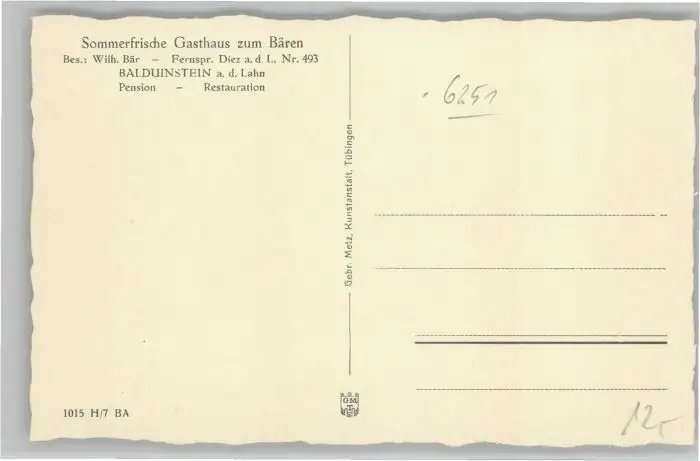 Sommerfrische Gasthaus zum Bären
Bes.: Wilh. Bär – Fernspr. Diez a. d. L. Nr. 493
BALDUINSTEIN a. d. Lahn
Pension – Restauration
6251
Gebr. Metz, Kunstanstalt, Tübingen
GM
1015 H/7 BA
12,-